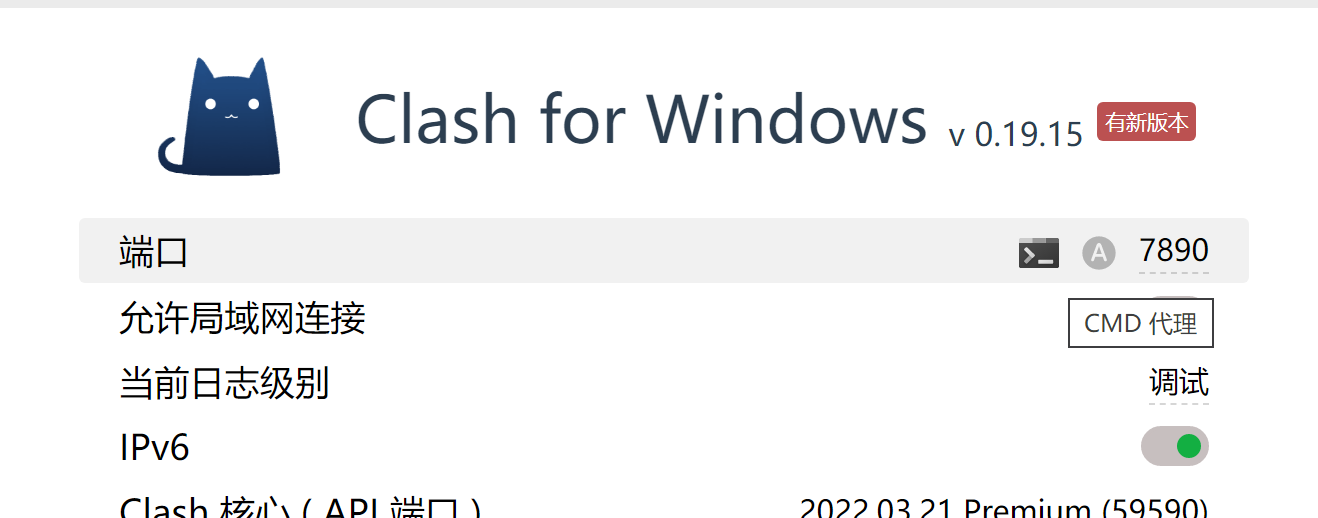 Clash for Windows v 0.19.15 有新版本
端口 A 7890
允许局域网连接 CMD 代理
当前日志级别 调试
IPv6
Clash 核心 ( API 端口 ) 2022.03.21 Premium (59590)